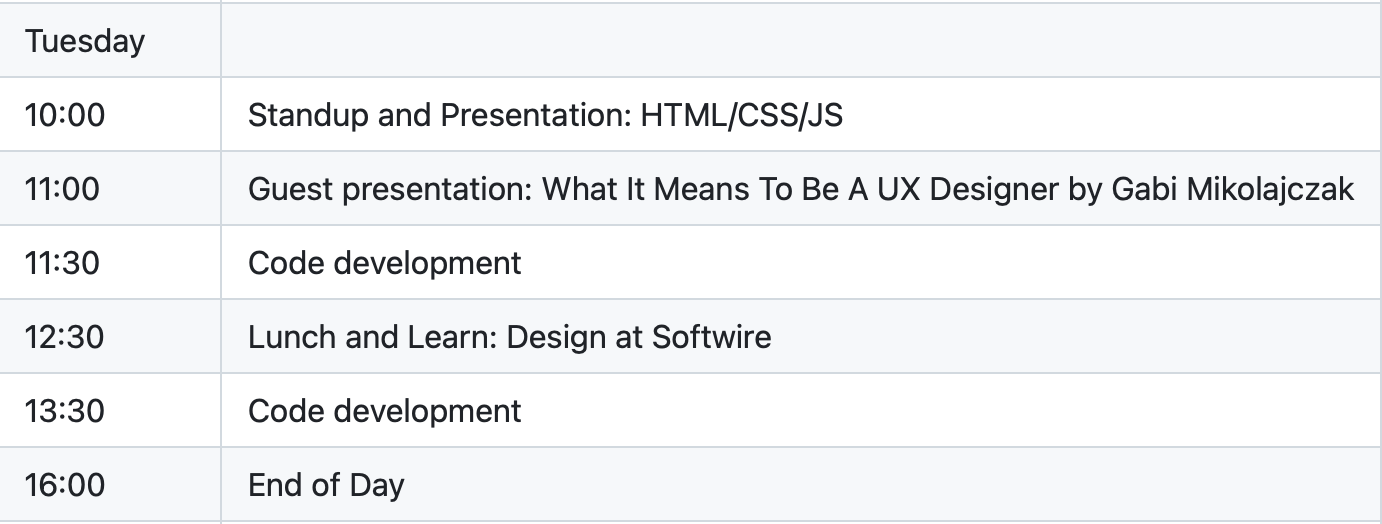 Tuesday
10:00 Standup and Presentation: HTML/CSS/JS
11:00 Guest presentation: What It Means To Be A UX Designer by Gabi Mikolajczak
11:30 Code development
12:30 Lunch and Learn: Design at Softwire
13:30 Code development
16:00 End of Day